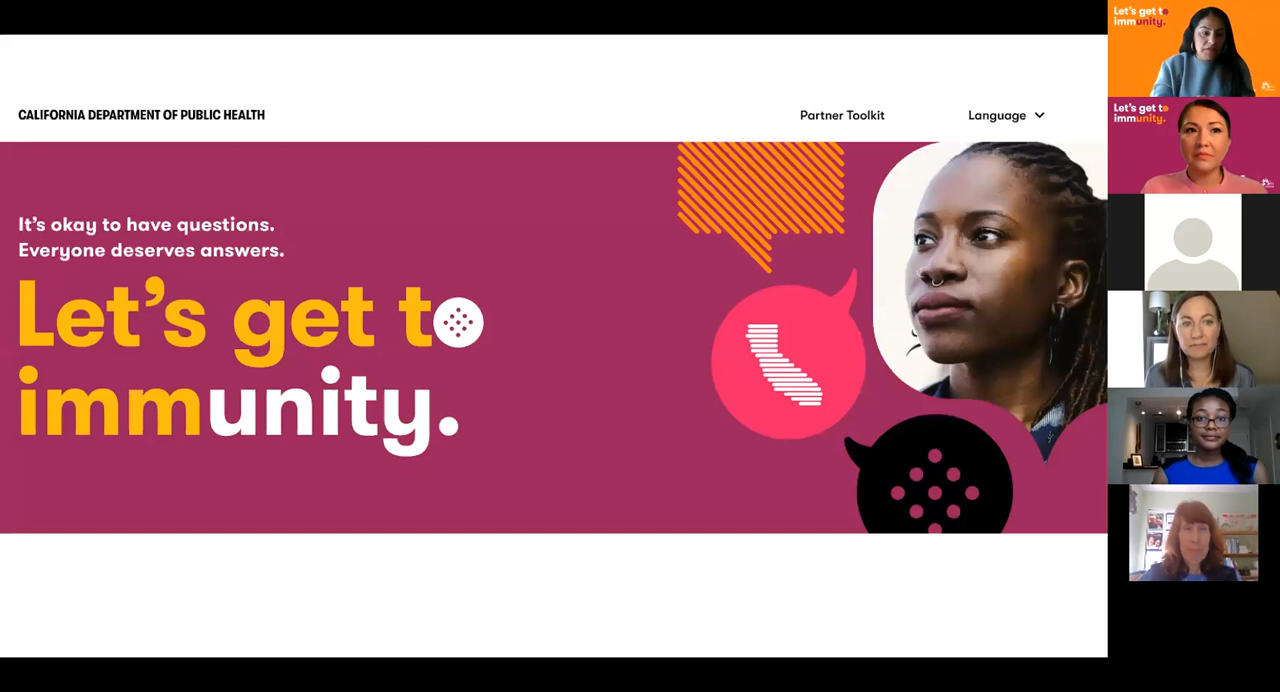 CALIFORNIA DEPARTMENT OF PUBLIC HEALTH
Partner Toolkit
Language
It's okay to have questions.
Everyone deserves answers.
Let's get to
immunity.
Let's get to
immunity.
Let's get to
immunity.